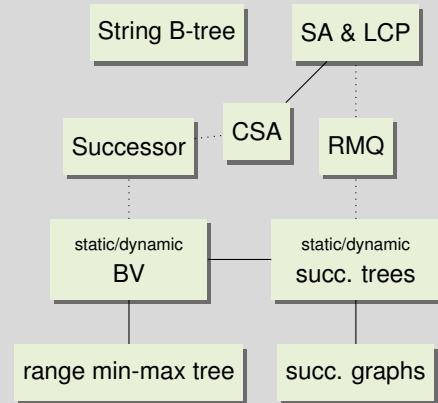 String B-tree
SA & LCP
CSA
Successor
RMQ
static/dynamic
BV
static/dynamic
succ. trees
range min-max tree
succ. graphs